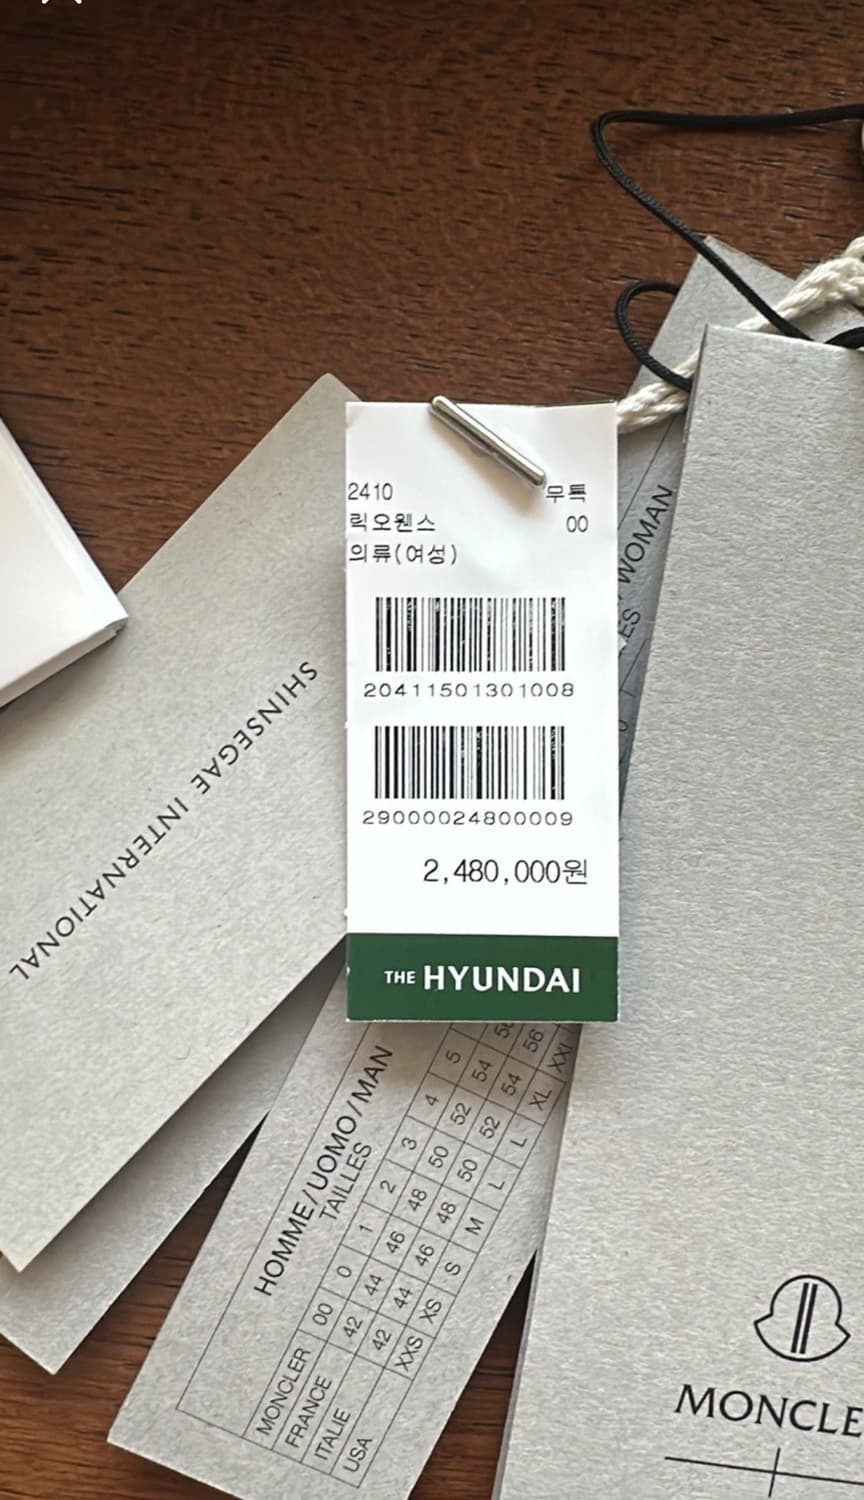 2410 무특
릭오웬스 00
의류(여성)
20411501301008
29000024800009
2,480,000원
THE HYUNDAI
SHINSEGAE INTERNATIONAL
WOMAN
HOMME/UOMO/MAN
TAILLES
MONCLER 00 0 1 2 3 4 5
FRANCE 42 44 46 48 50 52 54
ITALIE 42 44 46 48 50 52 54 56
USA XXS XS S M L L XL XXL
MONCLE